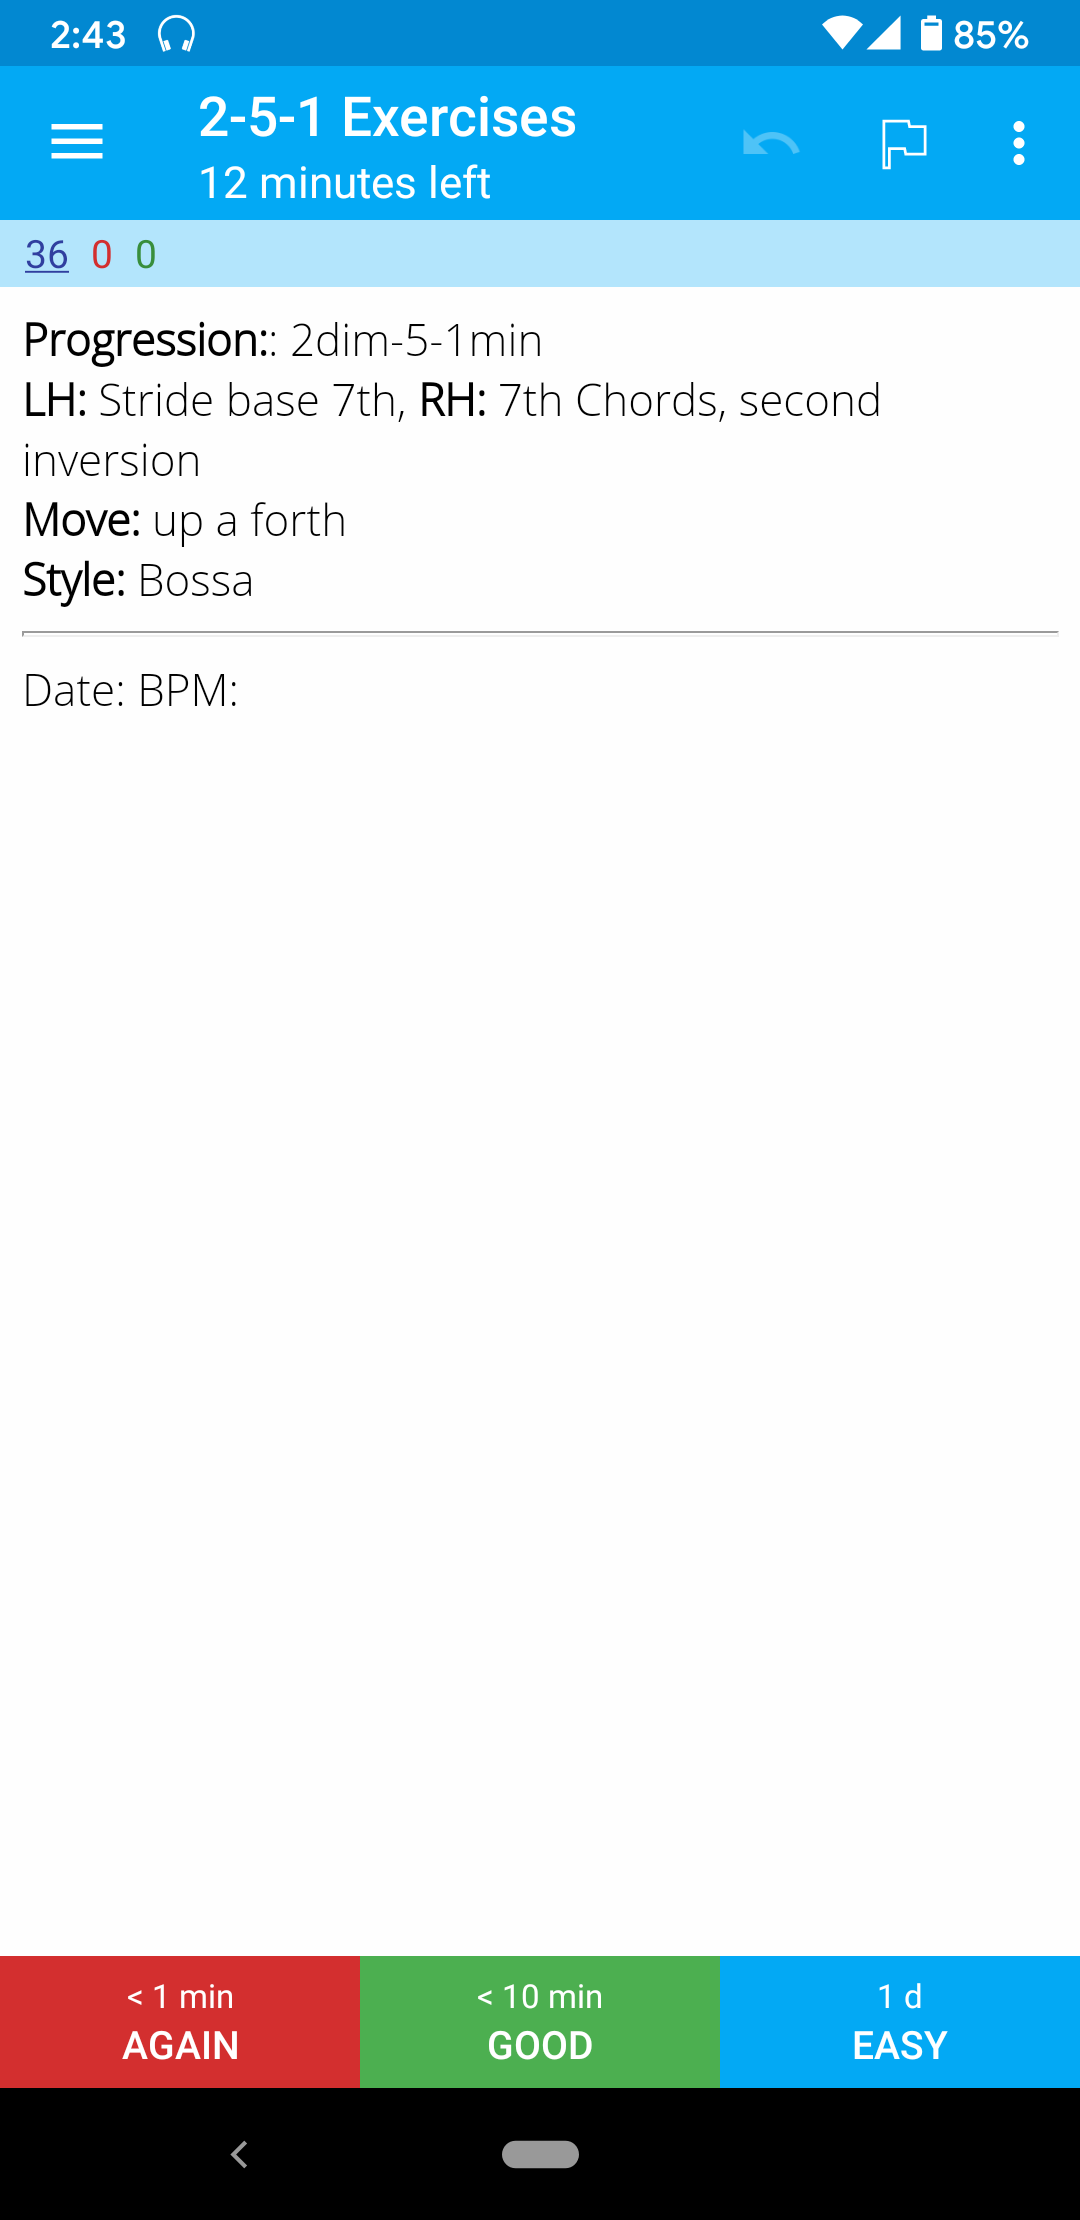 2:43 85%
2-5-1 Exercises
12 minutes left
36 0 0
Progression:: 2dim-5-1min
LH: Stride base 7th, RH: 7th Chords, second
inversion
Move: up a forth
Style: Bossa
Date: BPM:
< 1 min < 10 min 1 d
AGAIN GOOD EASY